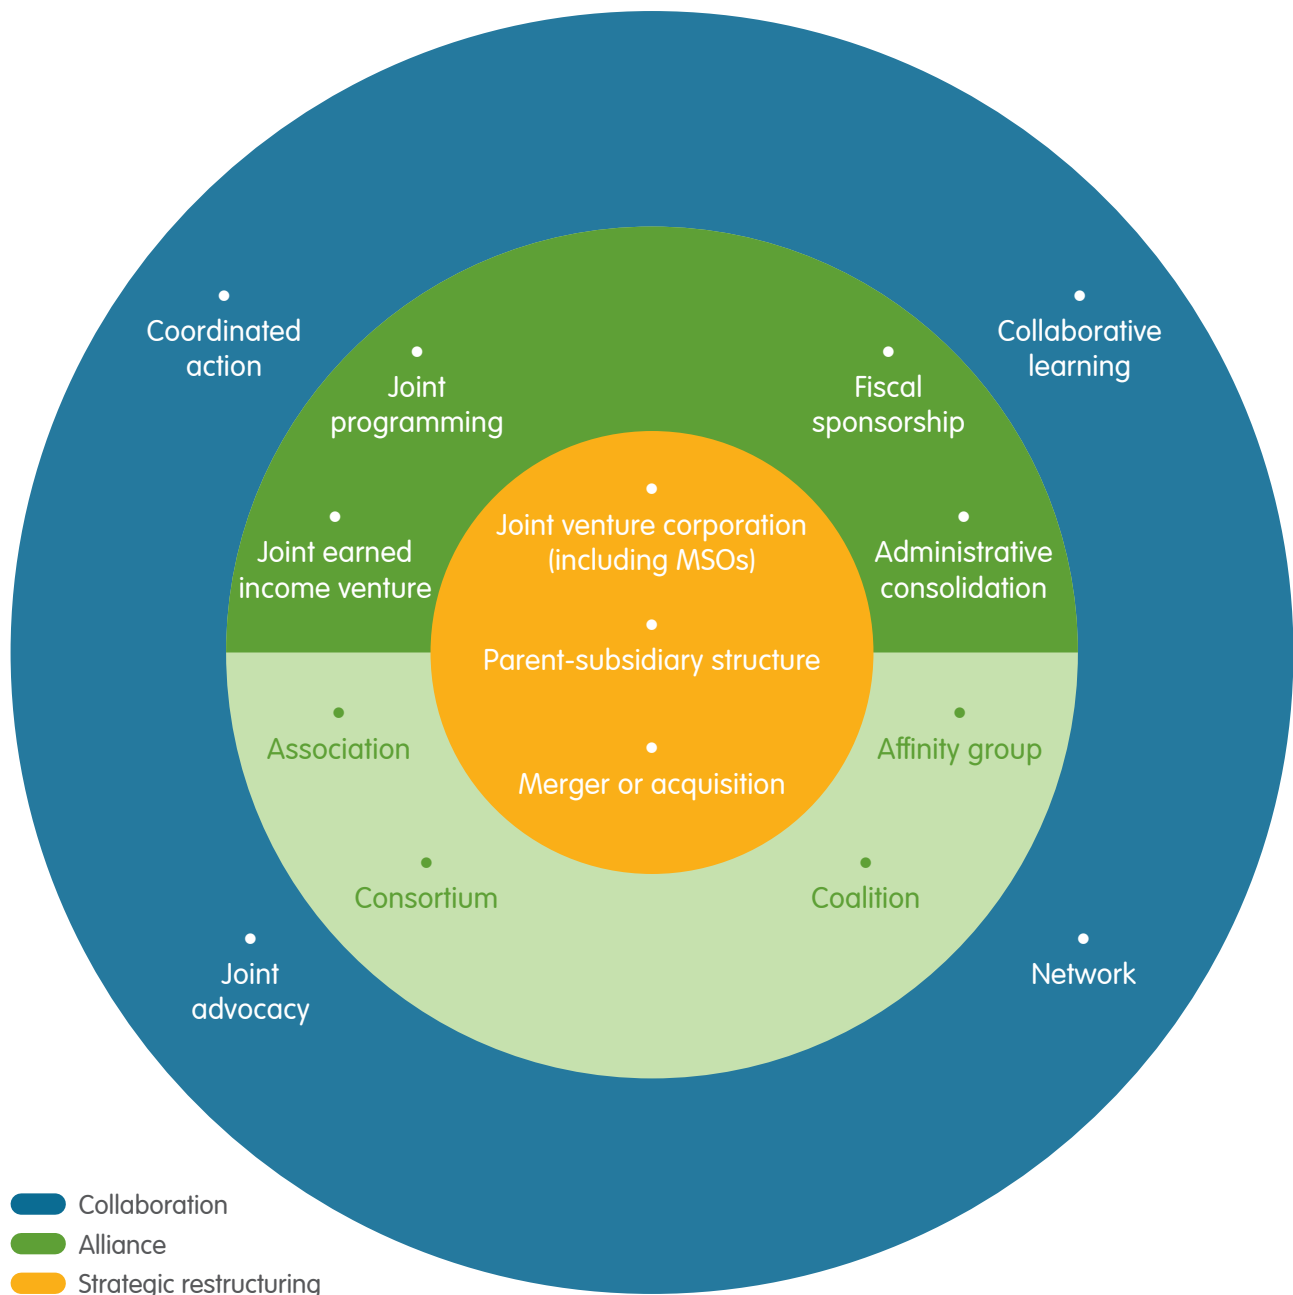 Coordinated
action
Collaborative
learning
Joint
programming
Fiscal
sponsorship
Joint earned
income venture
Joint venture corporation
(including MSOs)
Administrative
consolidation
Parent-subsidiary structure
Association
Affinity group
Merger or acquisition
Consortium
Coalition
Joint
advocacy
Network
Collaboration
Alliance
Strategic restructuring